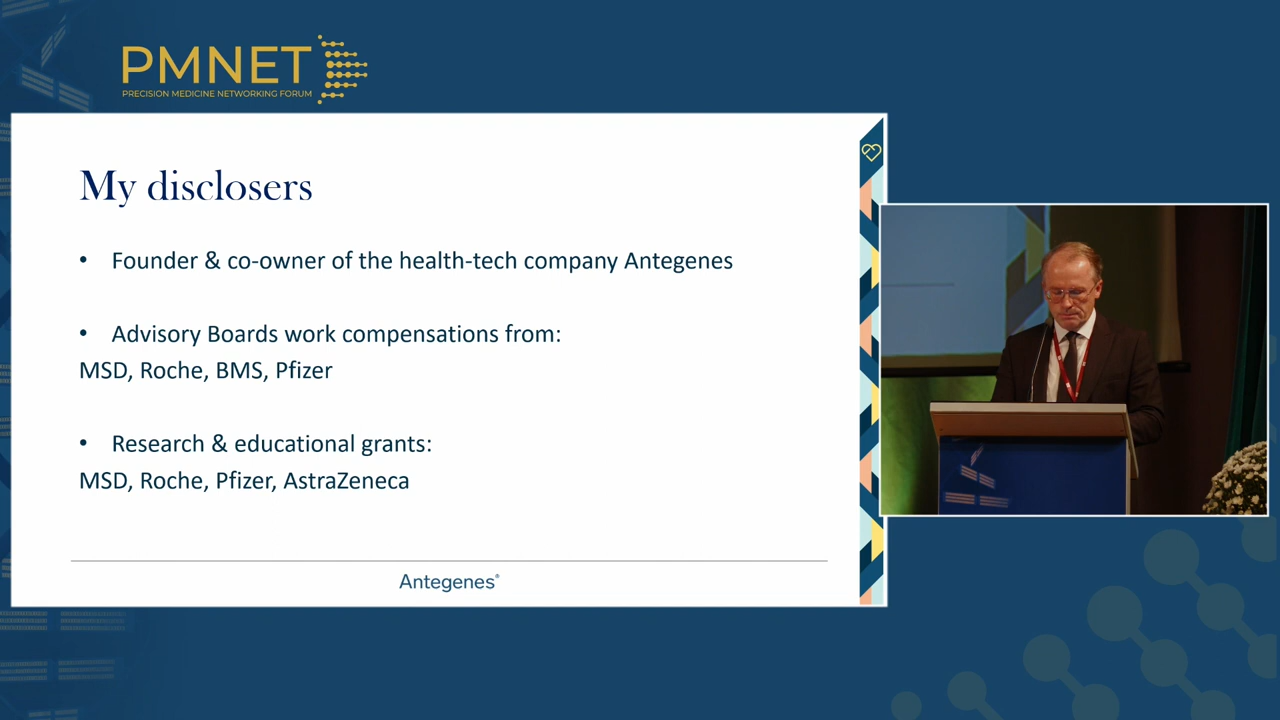 PMNET
PRECISION MEDICINE NETWORKING FORUM
My disclosers
• Founder & co-owner of the health-tech company Antegenes
• Advisory Boards work compensations from:
MSD, Roche, BMS, Pfizer
• Research & educational grants:
MSD, Roche, Pfizer, AstraZeneca
Antegenes®